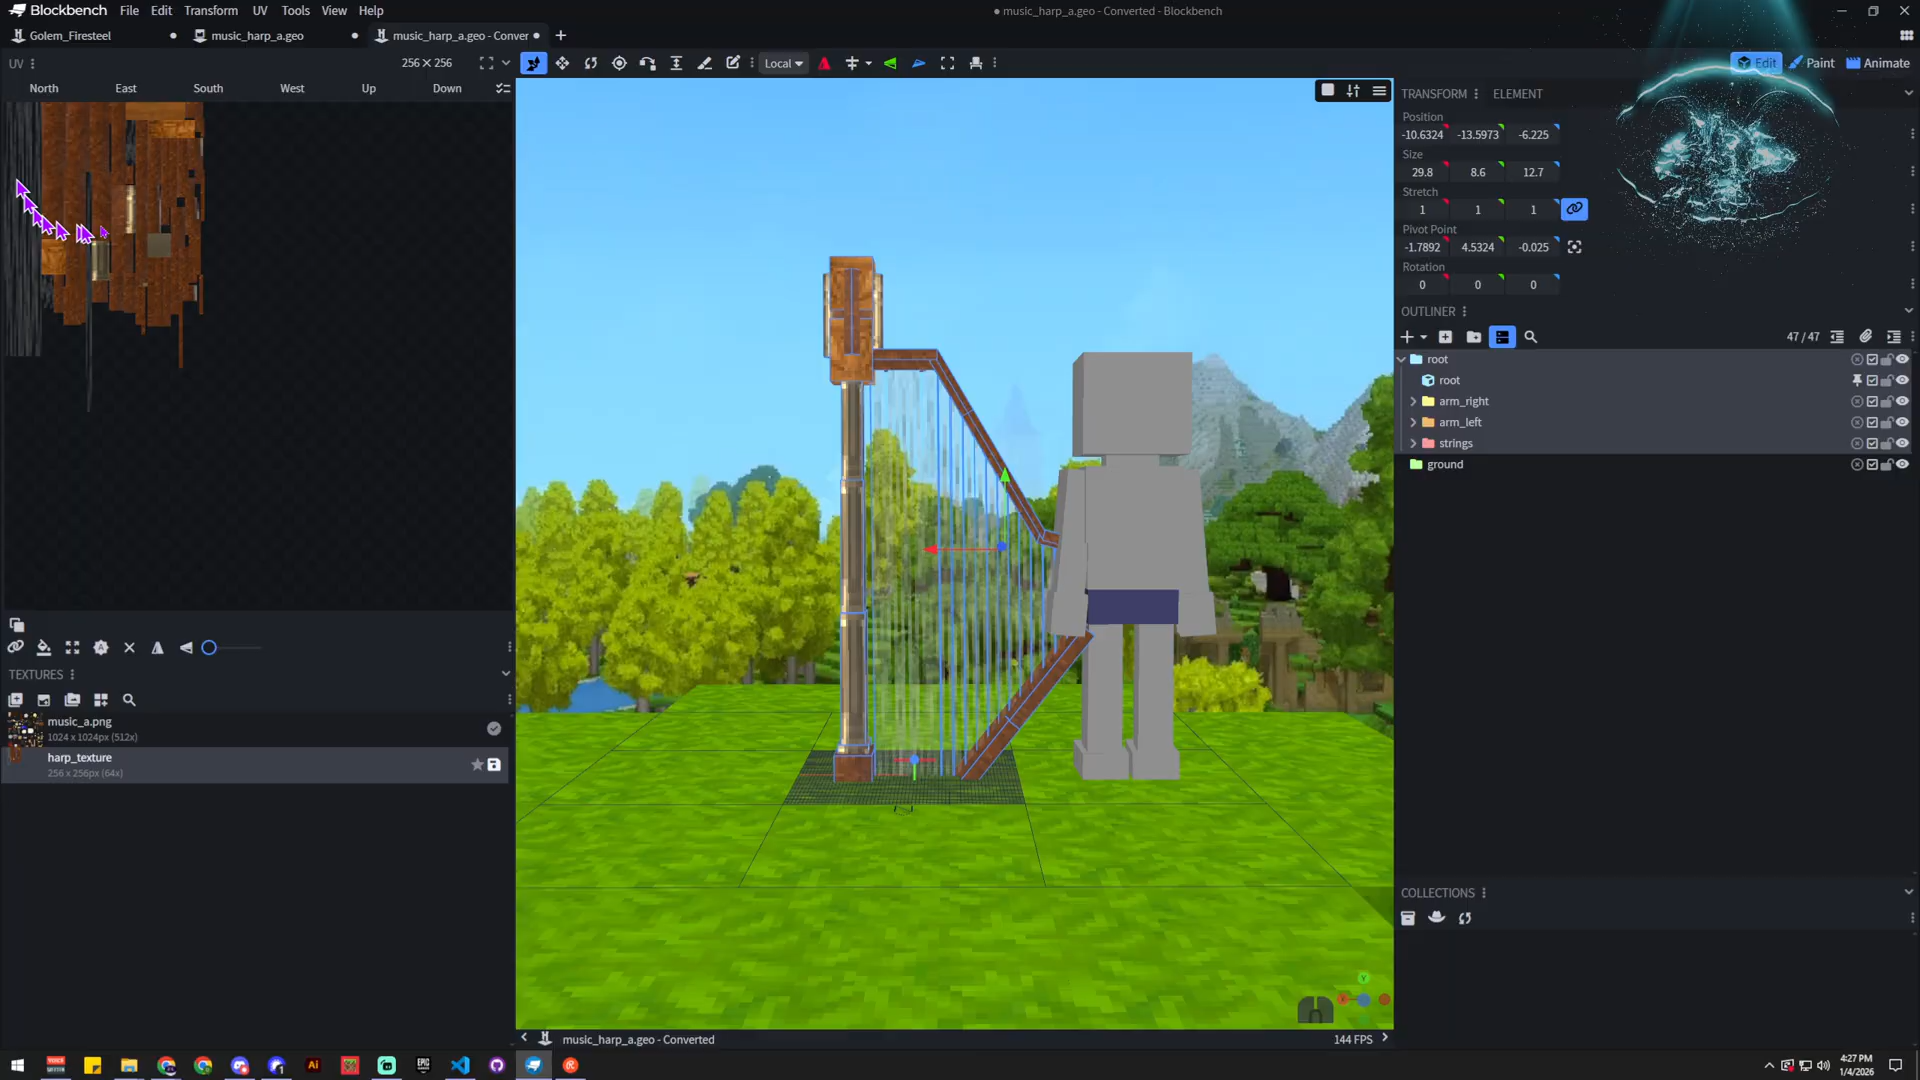 Blockbench File Edit Transform UV Tools View Help
music_harp_a.geo - Converted - Blockbench
Golem_Firesteel
music_harp_a.geo
music_harp_a.geo - Conver
UV
256 × 256
Local
Edit Paint Animate
North East South West Up Down
TRANSFORM ELEMENT
Position
-10.6324 -13.5973 -6.225
Size
29.8 8.6 12.7
Stretch
1 1 1
Pivot Point
-1.7892 4.5324 -0.025
Rotation
0 0 0
OUTLINER
47 / 47
root
root
arm_right
arm_left
strings
ground
TEXTURES
music_a.png
1024 x 1024px (512x)
harp_texture
256 x 256px (64x)
COLLECTIONS
Y
X
music_harp_a.geo - Converted
144 FPS
Ai
4:27 PM
1/4/2026